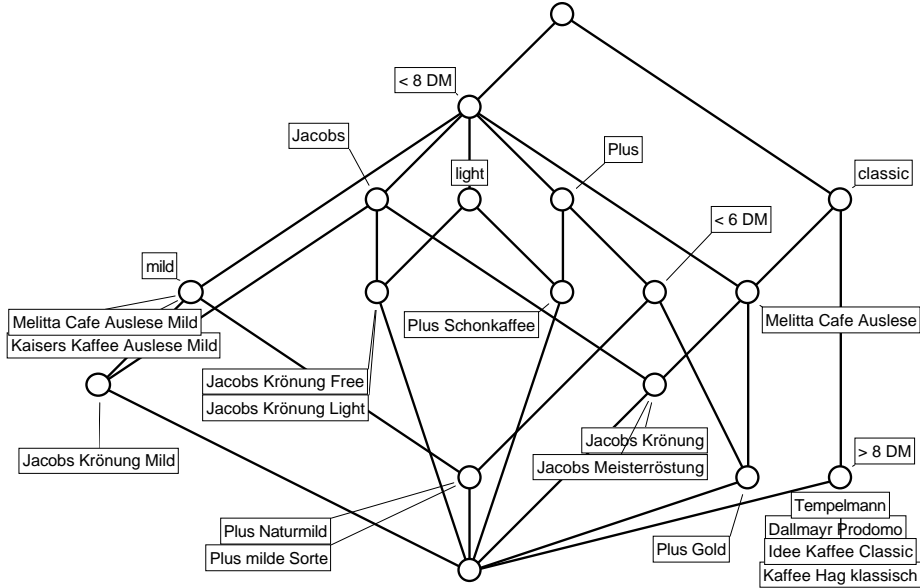 < 8 DM
Jacobs
Plus
light
classic
< 6 DM
mild
Melitta Cafe Auslese Mild
Plus Schonkaffee
Melitta Cafe Auslese
Kaisers Kaffee Auslese Mild
Jacobs Krönung Free
Jacobs Krönung Light
Jacobs Krönung
Jacobs Krönung Mild
Jacobs Meisterröstung
> 8 DM
Tempelmann
Plus Naturmild
Dallmayr Prodomo
Plus milde Sorte
Plus Gold
Idee Kaffee Classic
Kaffee Hag klassisch